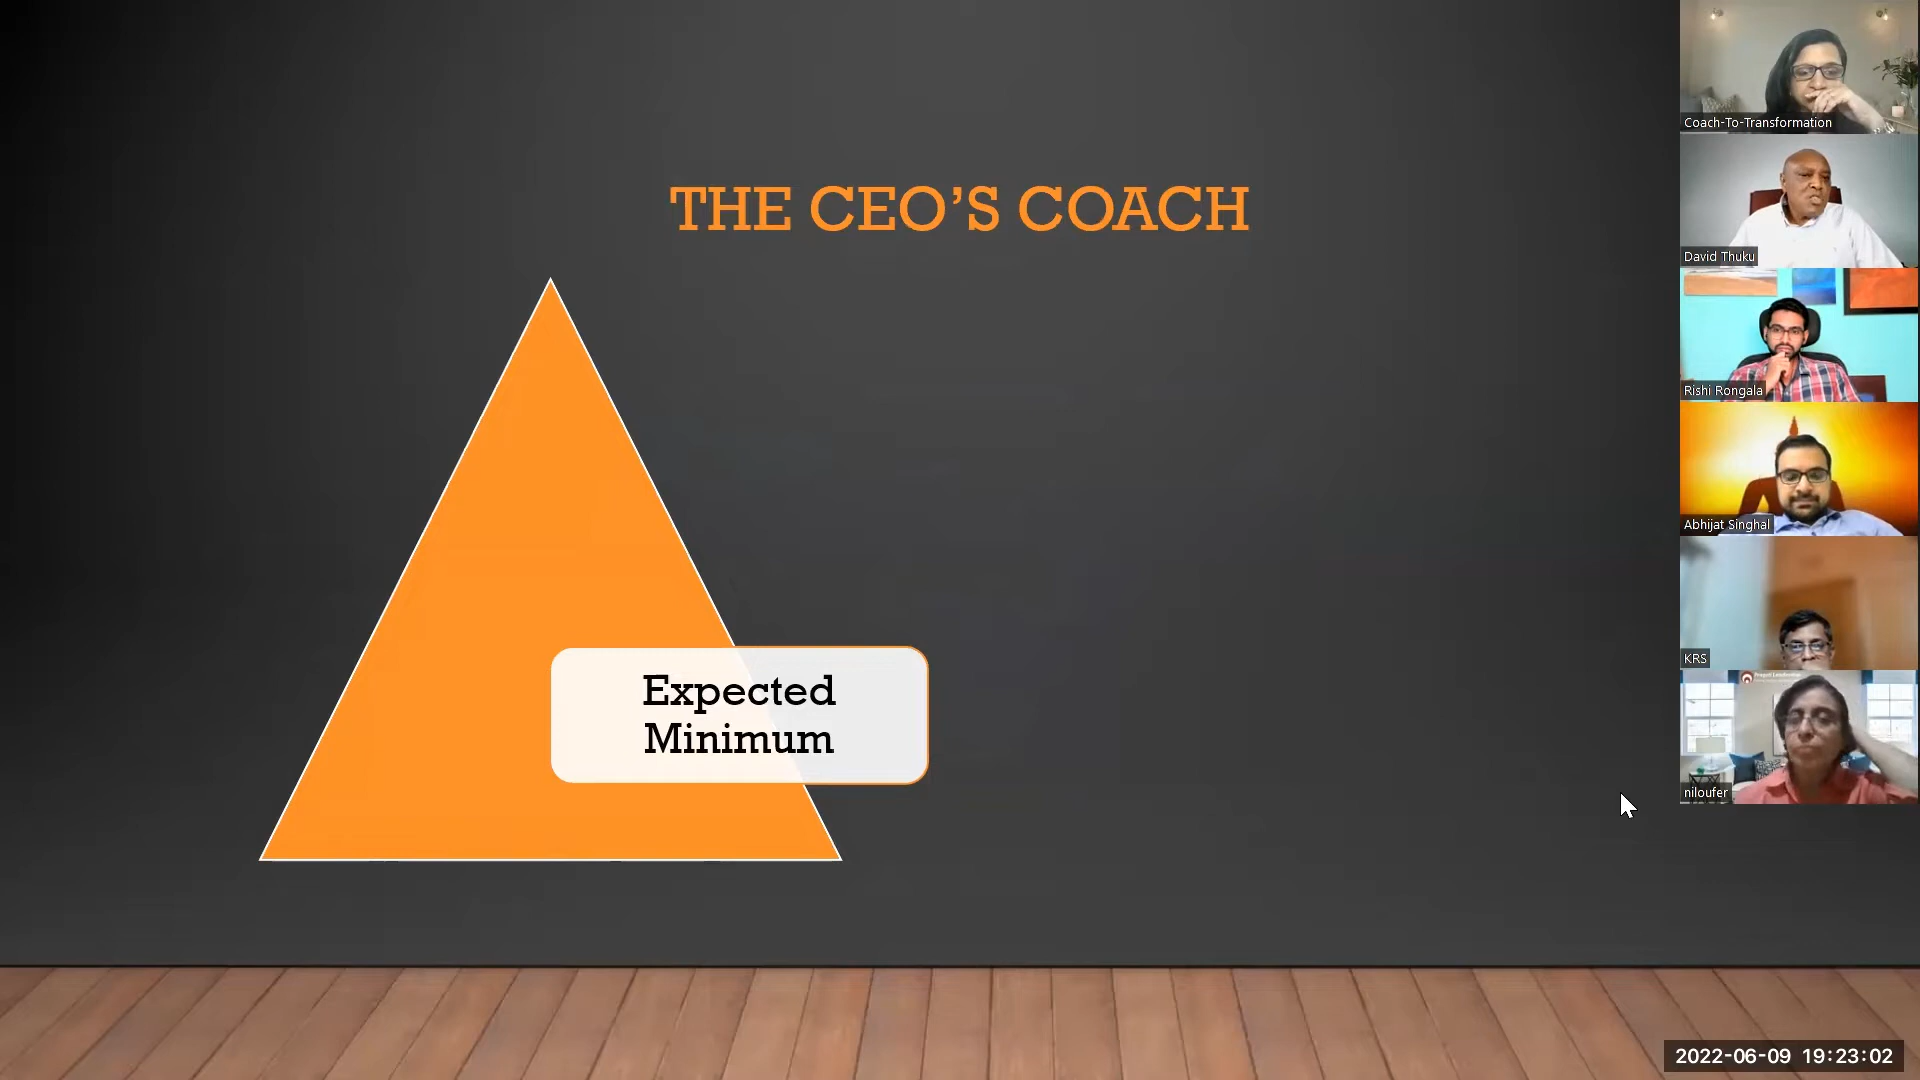 THE CEO’S COACH
Expected
Minimum
Coach-To-Transformation
David Thuku
Rishi Rongala
Abhijat Singhal
KRS
niloufer
2022-06-09 19:23:02